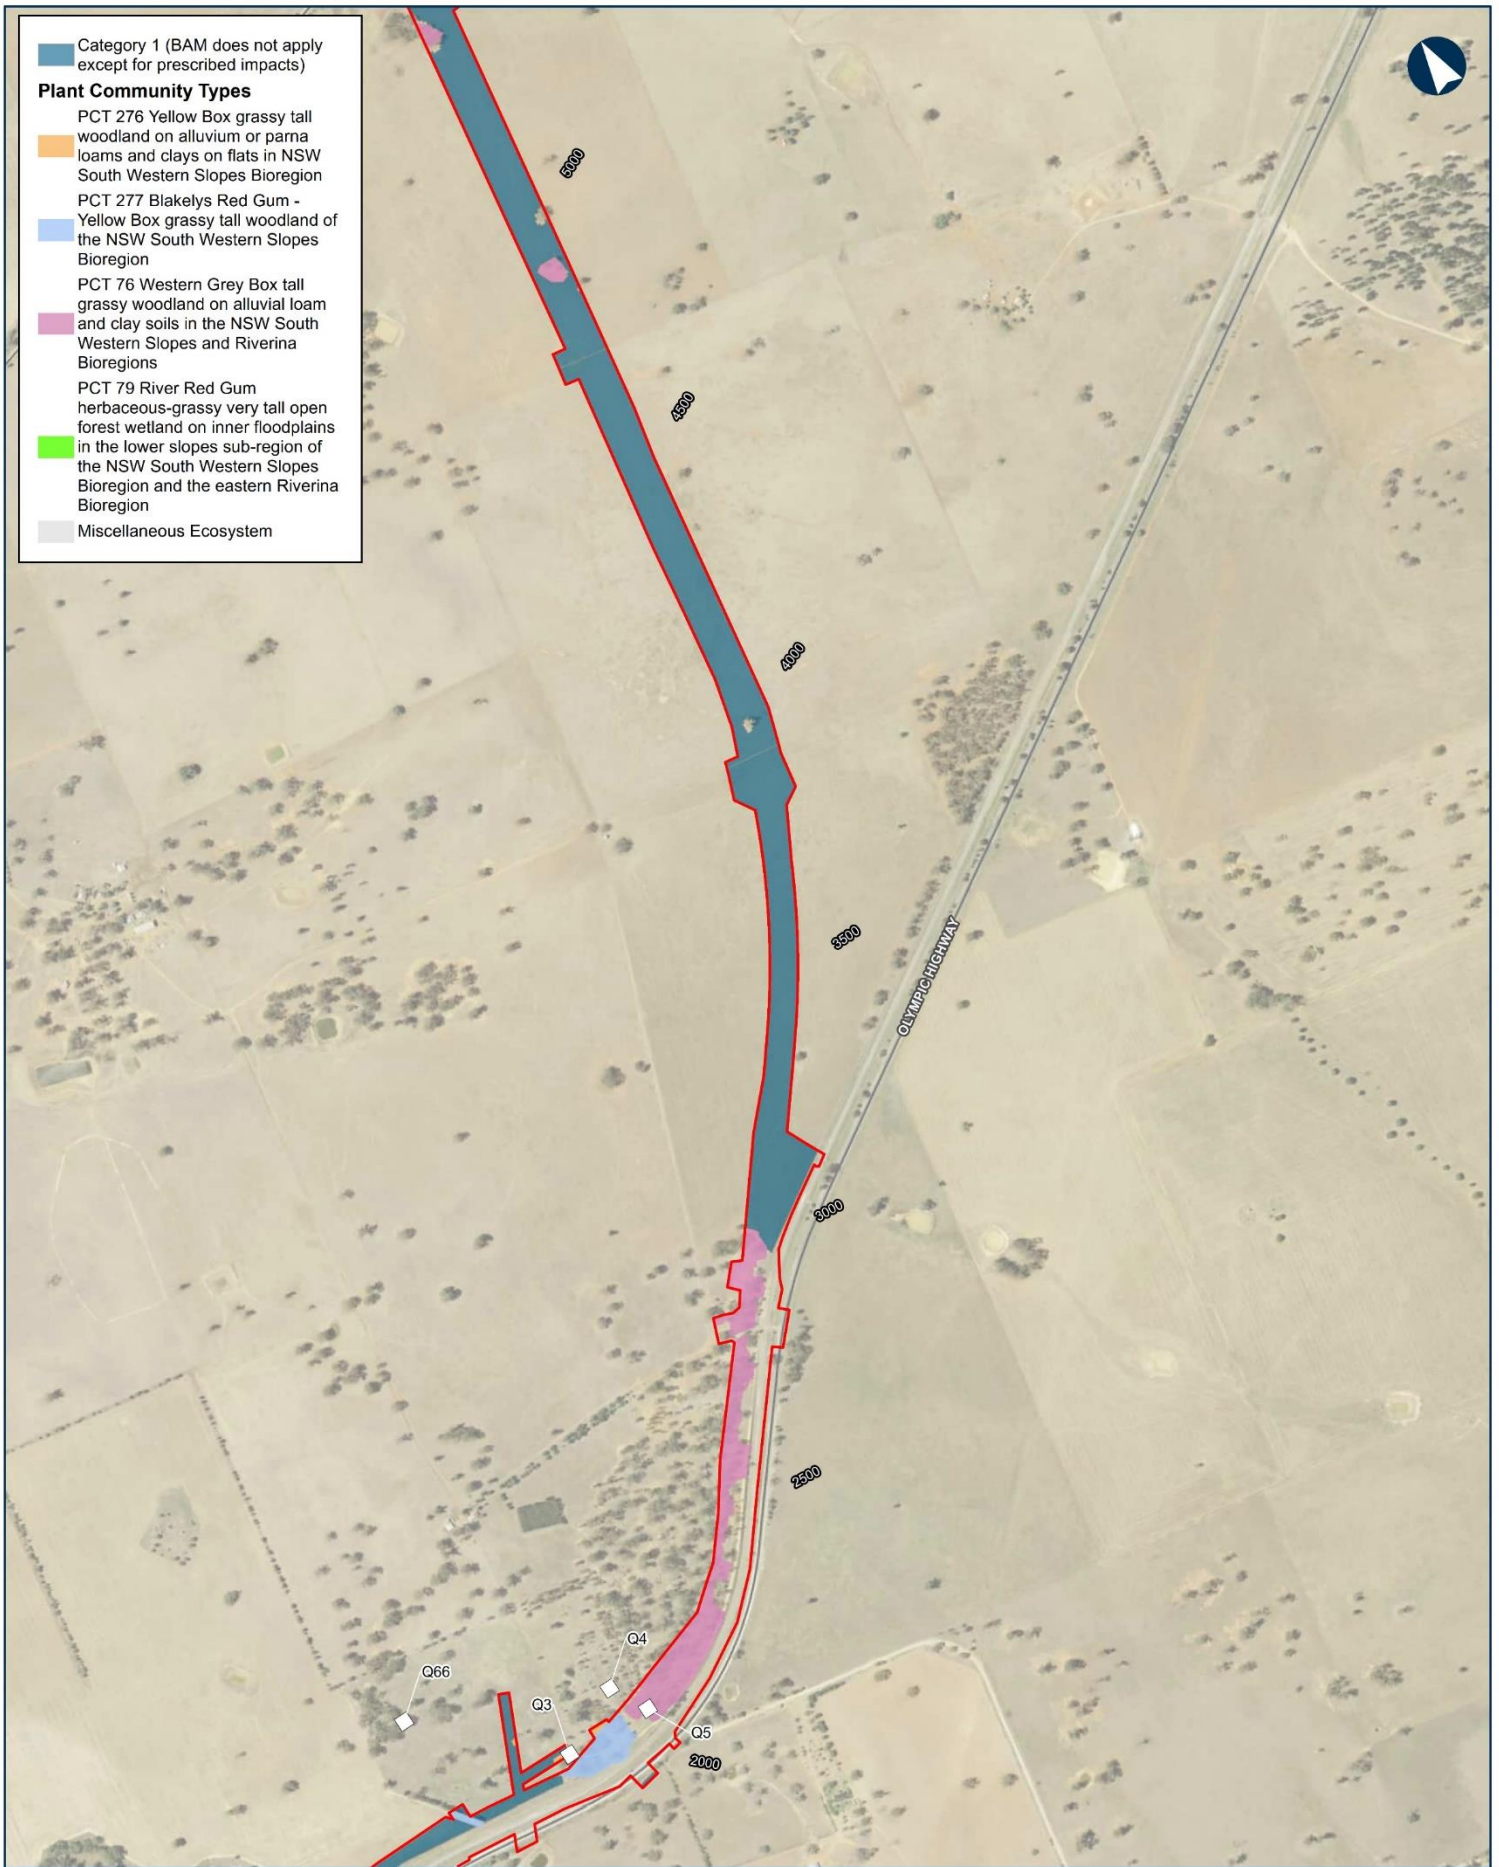 Category 1 (BAM does not apply
except for prescribed impacts)
Plant Community Types
PCT 276 Yellow Box grassy tall
woodland on alluvium or parna
loams and clays on flats in NSW
South Western Slopes Bioregion
PCT 277 Blakelys Red Gum -
Yellow Box grassy tall woodland of
the NSW South Western Slopes
Bioregion
PCT 76 Western Grey Box tall
grassy woodland on alluvial loam
and clay soils in the NSW South
Western Slopes and Riverina
Bioregions
PCT 79 River Red Gum
herbaceous-grassy very tall open
forest wetland on inner floodplains
in the lower slopes sub-region of
the NSW South Western Slopes
Bioregion and the eastern Riverina
Bioregion
Miscellaneous Ecosystem
5000
4500
4000
3500
OLYMPIC HIGHWAY
3000
2500
Q4
Q66
Q3
Q5
2000